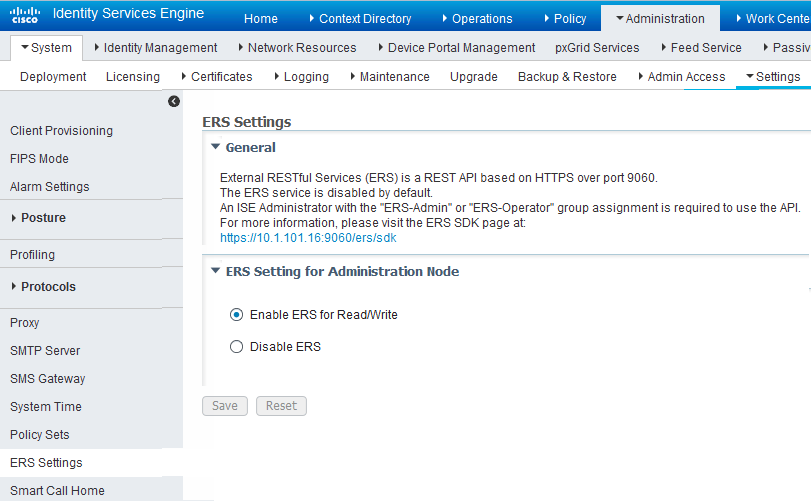 cisco
Identity Services Engine
Home
Context Directory
Operations
Policy
Administration
Work Cente
System
Identity Management
Network Resources
Device Portal Management
pxGrid Services
Feed Service
Passiv
Deployment
Licensing
Certificates
Logging
Maintenance
Upgrade
Backup & Restore
Admin Access
Settings
Client Provisioning
FIPS Mode
Alarm Settings
Posture
Profiling
Protocols
Proxy
SMTP Server
SMS Gateway
System Time
Policy Sets
ERS Settings
Smart Call Home
ERS Settings
General
External RESTful Services (ERS) is a REST API based on HTTPS over port 9060.
The ERS service is disabled by default.
An ISE Administrator with the "ERS-Admin" or "ERS-Operator" group assignment is required to use the API.
For more information, please visit the ERS SDK page at:
https://10.1.101.16:9060/ers/sdk
ERS Setting for Administration Node
Enable ERS for Read/Write
Disable ERS
Save
Reset